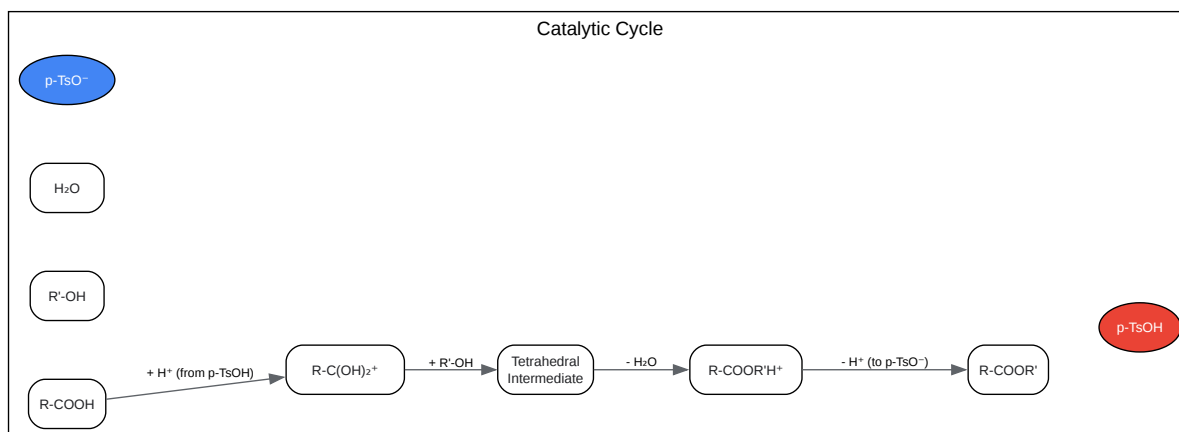 Catalytic Cycle
p-TsO⁻
H₂O
R'-OH
p-TsOH
R-COOH
+ H⁺ (from p-TsOH)
R-C(OH)₂⁺
+ R'-OH
Tetrahedral
Intermediate
- H₂O
R-COOR'H⁺
- H⁺ (to p-TsO⁻)
R-COOR'